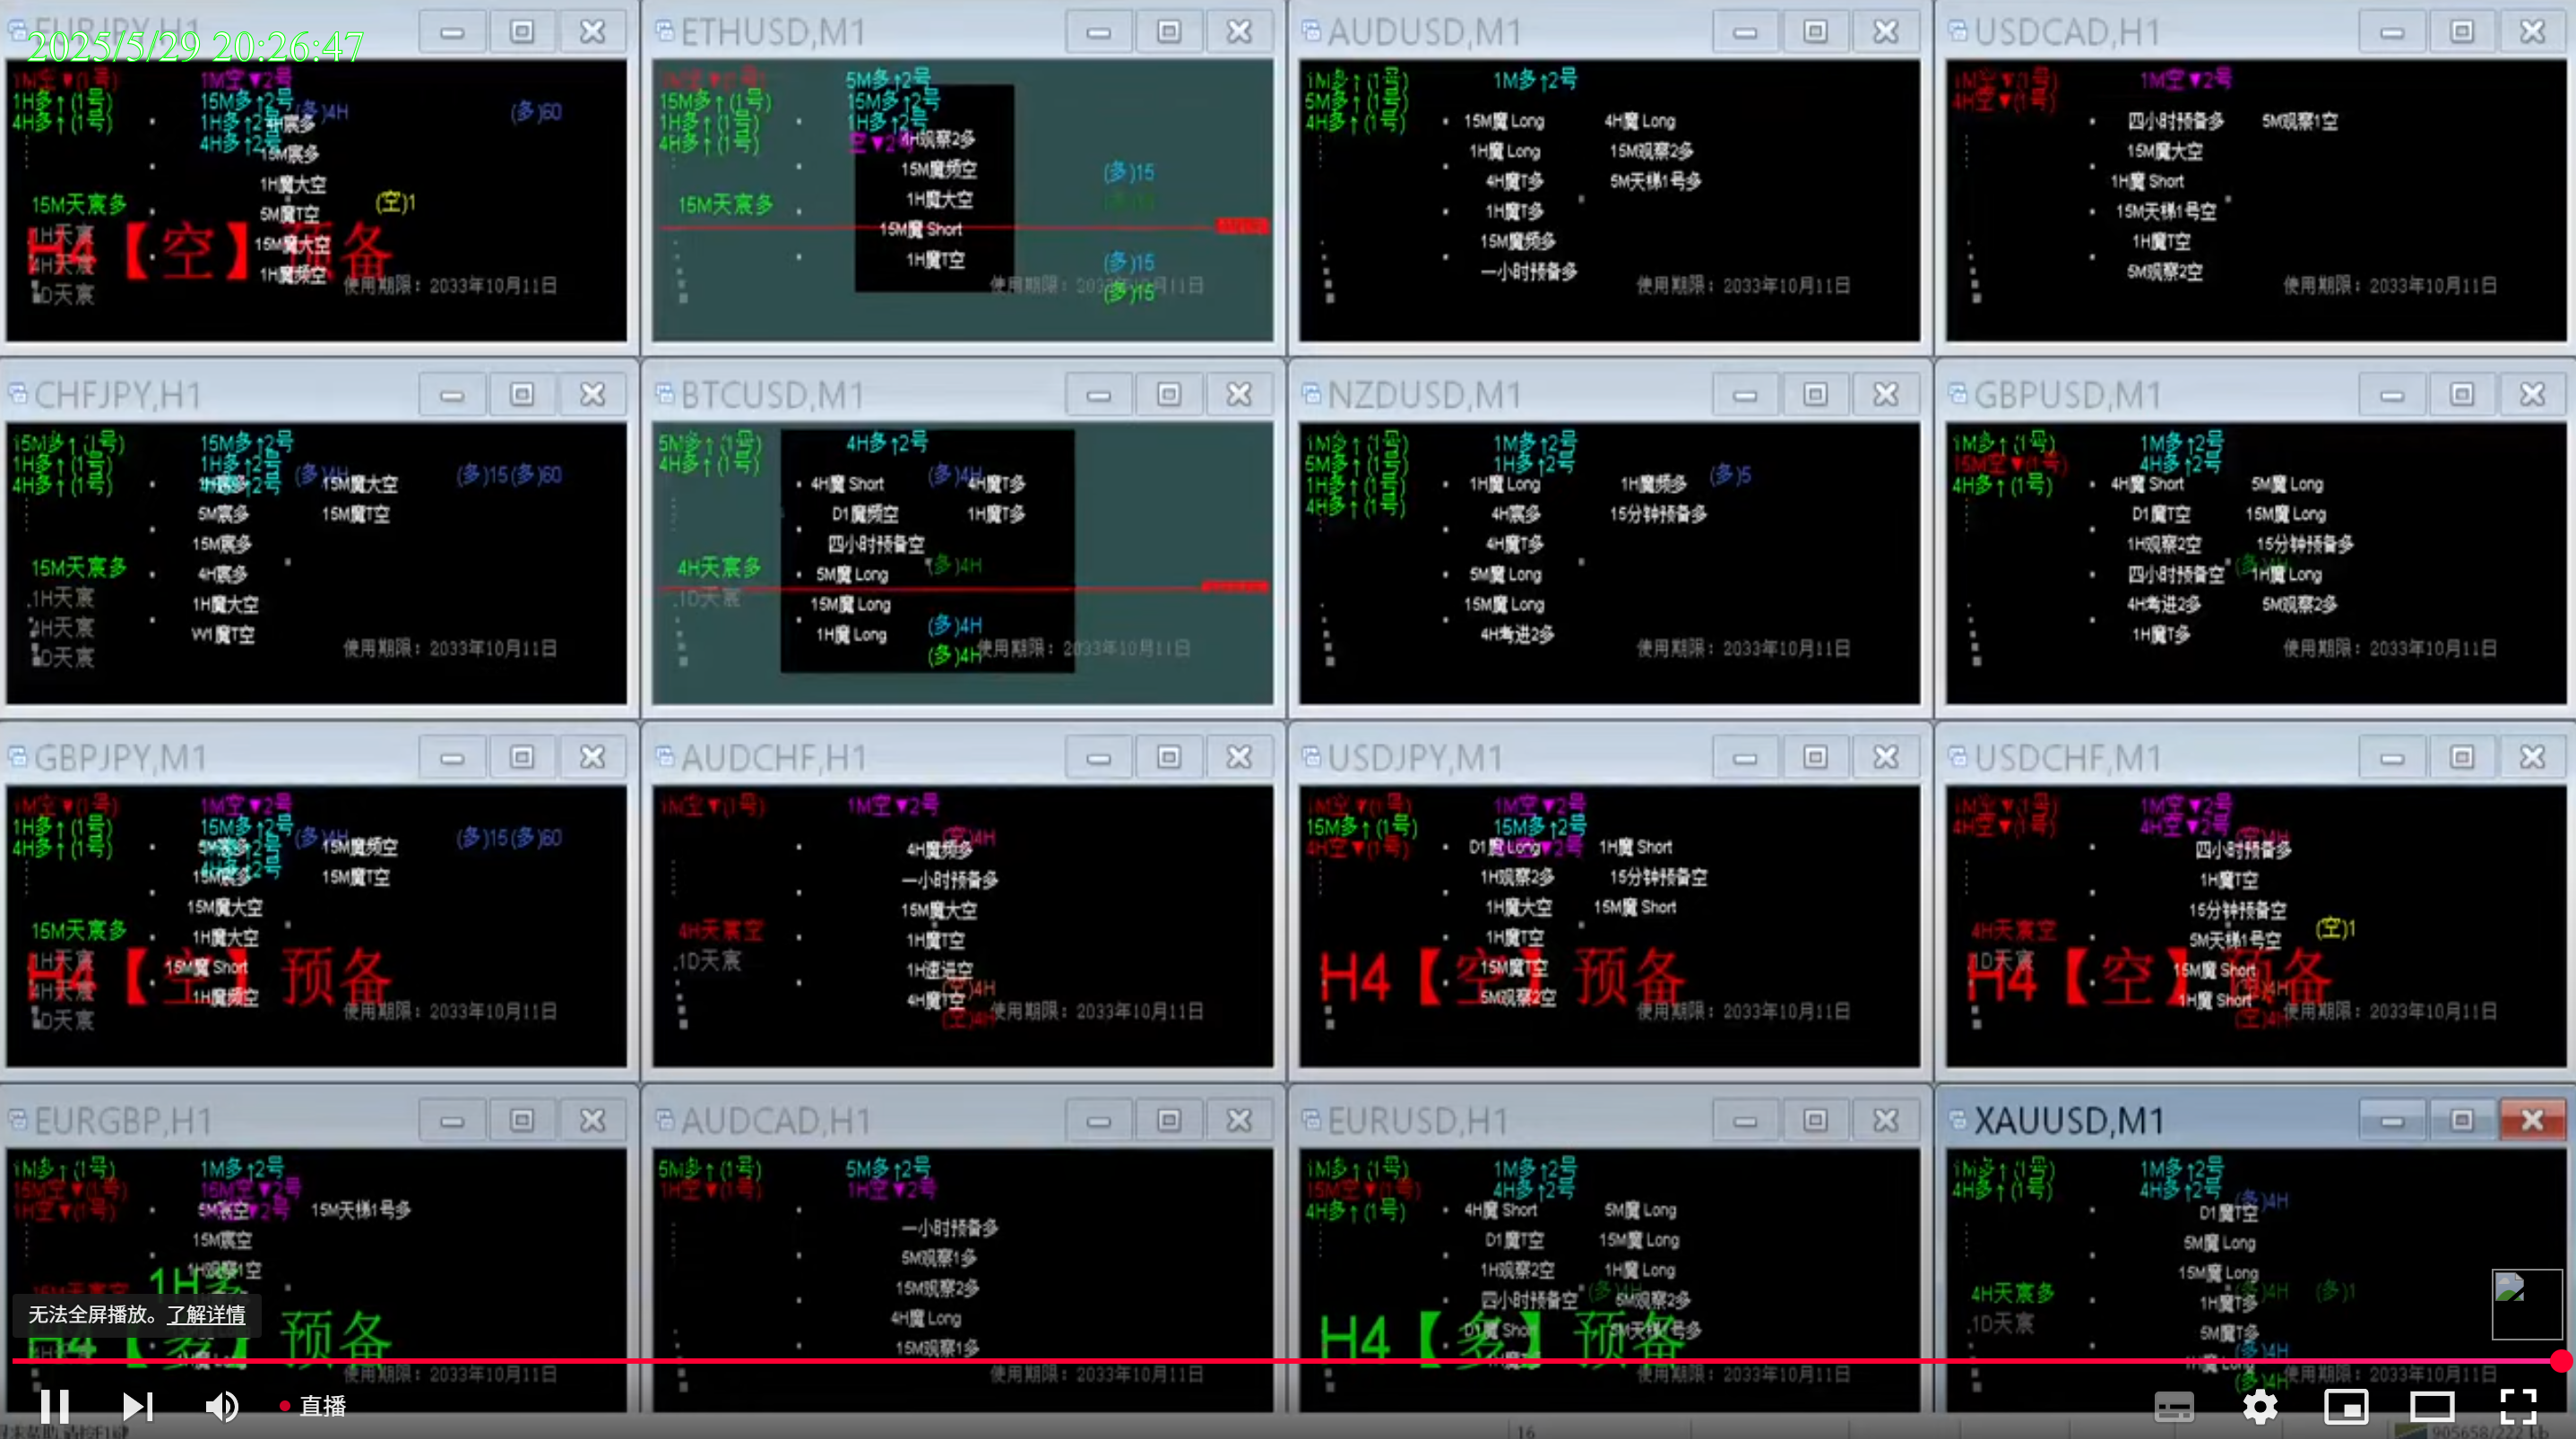 2025/5/29 20:26:47
EURJPY,H1
1M空▼(1号)
1H多↑(1号)
4H多↑(1号)
1M空▼2号
15M多↑2号
1H多↑2号
4H多↑2号
(多)4H
(多)60
4H宸多
15M宸多
1H魔大空
5M魔T空
15M魔大空
1H魔频空
(空)1
15M天宸多
1H天宸
4H天宸
1D天宸
H4【空】预备
使用期限：2033年10月11日
ETHUSD,M1
15M多↑(1号)
1H多↑(1号)
4H多↑(1号)
5M多↑2号
15M多↑2号
1H多↑2号
4H观察2多
15M魔频空
1H魔大空
15M魔 Short
1H魔T空
(多)15
(多)15
(多)15
15M天宸多
使用期限：2033年10月11日
AUDUSD,M1
1M多↑(1号)
5M多↑(1号)
4H多↑(1号)
1M多↑2号
15M魔 Long
1H魔 Long
4H魔T多
1H魔T多
15M魔频多
一小时预备多
4H魔 Long
15M观察2多
5M天梯1号多
使用期限：2033年10月11日
USDCAD,H1
1M空▼(1号)
4H空▼(1号)
1M空▼2号
四小时预备多
15M魔大空
1H魔 Short
15M天梯1号空
1H魔T空
5M观察2空
5M观察1空
使用期限：2033年10月11日
CHFJPY,H1
15M多↑(1号)
1H多↑(1号)
4H多↑(1号)
15M多↑2号
1H多↑2号
(多)4H
(多)15(多)60
5M宸多
15M宸多
4H宸多
1H魔大空
W1魔T空
15M魔大空
15M魔T空
15M天宸多
1H天宸
4H天宸
1D天宸
使用期限：2033年10月11日
BTCUSD,M1
5M多↑(1号)
4H多↑(1号)
4H多↑2号
4H魔 Short
D1魔频空
四小时预备空
5M魔 Long
15M魔 Long
1H魔 Long
(多)4H
4H魔T多
1H魔T多
(多)4H
(多)4H
(多)4H
4H天宸多
1D天宸
使用期限：2033年10月11日
NZDUSD,M1
1M多↑(1号)
5M多↑(1号)
1H多↑(1号)
4H多↑(1号)
1M多↑2号
1H多↑2号
1H魔 Long
4H宸多
4H魔T多
5M魔 Long
15M魔 Long
4H考进2多
1H魔频多
15分钟预备多
(多)5
使用期限：2033年10月11日
GBPUSD,M1
1M多↑(1号)
15M空▼(1号)
4H多↑(1号)
1M多↑2号
4H多↑2号
4H魔 Short
D1魔T空
1H观察2空
四小时预备空
4H考进2多
1H魔T多
5M魔 Long
15M魔 Long
15分钟预备多
1H魔 Long
5M观察2多
使用期限：2033年10月11日
GBPJPY,M1
1M空▼(1号)
1H多↑(1号)
4H多↑(1号)
1M空▼2号
15M多↑2号
(多)4H
(多)15(多)60
15M宸多
15M魔大空
1H魔大空
15M魔 Short
1H魔频空
15M魔频空
15M魔T空
15M天宸多
1H天宸
4H天宸
1D天宸
H4【空】预备
使用期限：2033年10月11日
AUDCHF,H1
1M空▼(1号)
1M空▼2号
(空)4H
4H魔频多
一小时预备多
15M魔大空
1H魔T空
1H速进空
4H魔T空
(空)4H
(空)4H
4H天宸空
1D天宸
使用期限：2033年10月11日
USDJPY,M1
1M空▼(1号)
15M多↑(1号)
4H空▼(1号)
1M空▼2号
15M多↑2号
D1魔 Long
1H观察2多
1H魔大空
1H魔T空
15M魔T空
5M观察2空
1H魔 Short
15分钟预备空
15M魔 Short
H4【空】预备
使用期限：2033年10月11日
USDCHF,M1
1M空▼(1号)
4H空▼(1号)
1M空▼2号
4H空▼2号
(空)4H
四小时预备多
1H魔T空
15分钟预备空
5M天梯1号空
15M魔 Short
1H魔 Short
(空)1
(空)4H
4H天宸空
1D天宸
H4【空】预备
使用期限：2033年10月11日
EURGBP,H1
1M多↑(1号)
15M空▼(1号)
1H空▼(1号)
1M多↑2号
15M空▼2号
5M宸空
15M宸空
1H观察1空
15M天梯1号多
1H多
H4【多】预备
使用期限：2033年10月11日
AUDCAD,H1
5M多↑(1号)
1H空▼(1号)
5M多↑2号
1H空▼2号
一小时预备多
5M观察1多
15M观察2多
4H魔 Long
15M观察1多
使用期限：2033年10月11日
EURUSD,H1
1M多↑(1号)
15M空▼(1号)
4H多↑(1号)
1M多↑2号
4H多↑2号
4H魔 Short
D1魔T空
1H观察2空
四小时预备空
D1魔 Short
5M魔 Long
15M魔 Long
1H魔 Long
5M观察2多
5M天梯1号多
H4【多】预备
使用期限：2033年10月11日
XAUUSD,M1
1M多↑(1号)
4H多↑(1号)
1M多↑2号
4H多↑2号
(多)4H
D1魔T空
5M魔 Long
15M魔 Long
1H魔T多
5M魔T多
(多)4H
(多)1
(多)4H
(多)4H
4H天宸多
1D天宸
使用期限：2033年10月11日
无法全屏播放。了解详情
直播
16
905658/222 kb